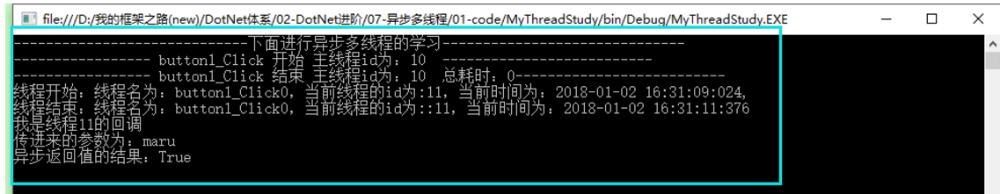 file:///D:/我的框架之路(new)/DotNet体系/02-DotNet进阶/07-异步多线程/01-code/MyThreadStudy/bin/Debug/MyThreadStudy.EXE
-----------------------------下面进行异步多线程的学习------------------------------
----------------- button1_Click 开始 主线程id为：10  --------------------------
----------------- button1_Click 结束 主线程id为：10  总耗时：0--------------------------
线程开始：线程名为：button1_Click0，当前线程的id为:11，当前时间为：2018-01-02 16:31:09:024,
线程结束：线程名为：button1_Click0，当前线程的id为::11，当前时间为：2018-01-02 16:31:11:376
我是线程11的回调
传进来的参数为：maru
异步返回值的结果：True